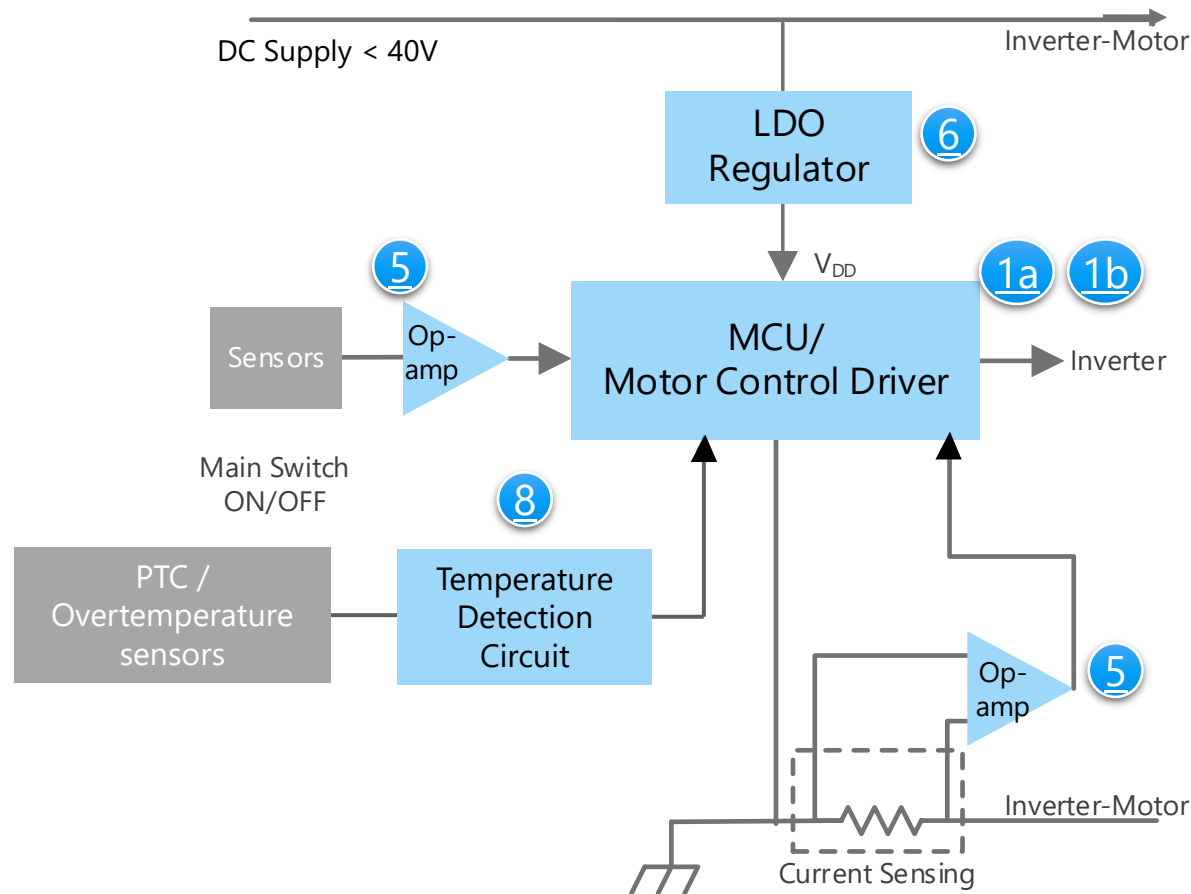 DC Supply < 40V
Inverter-Motor
LDO
Regulator
6
VDD
5
1a
1b
Sensors
Op-
amp
MCU/
Motor Control Driver
Inverter
Main Switch
ON/OFF
8
PTC /
Overtemperature
sensors
Temperature
Detection
Circuit
Op-
amp
5
Inverter-Motor
Current Sensing